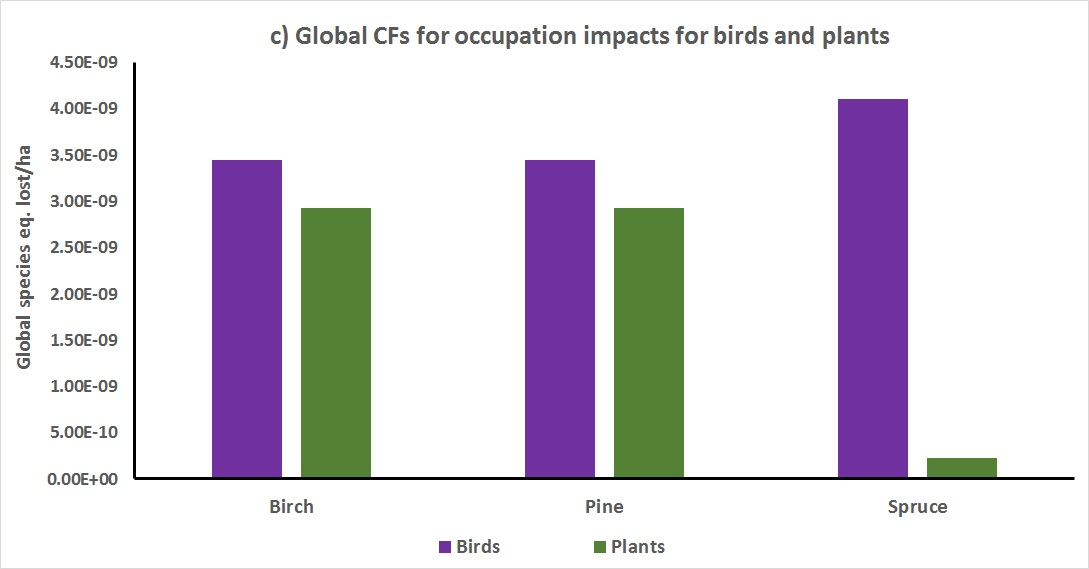 c) Global CFs for occupation impacts for birds and plants
Global species eq. lost/ha
4.50E-09
4.00E-09
3.50E-09
3.00E-09
2.50E-09
2.00E-09
1.50E-09
1.00E-09
5.00E-10
0.00E+00
Birch Pine Spruce
Birds Plants